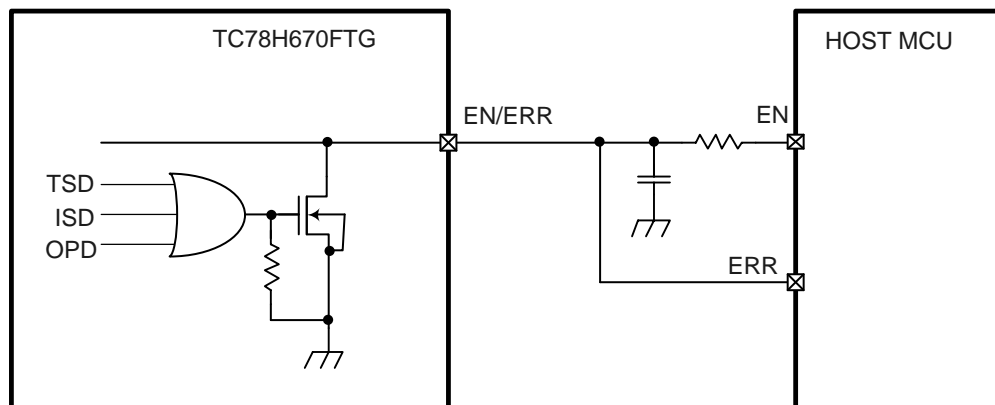 TC78H670FTG
HOST MCU
EN/ERR
EN
TSD
ISD
OPD
ERR